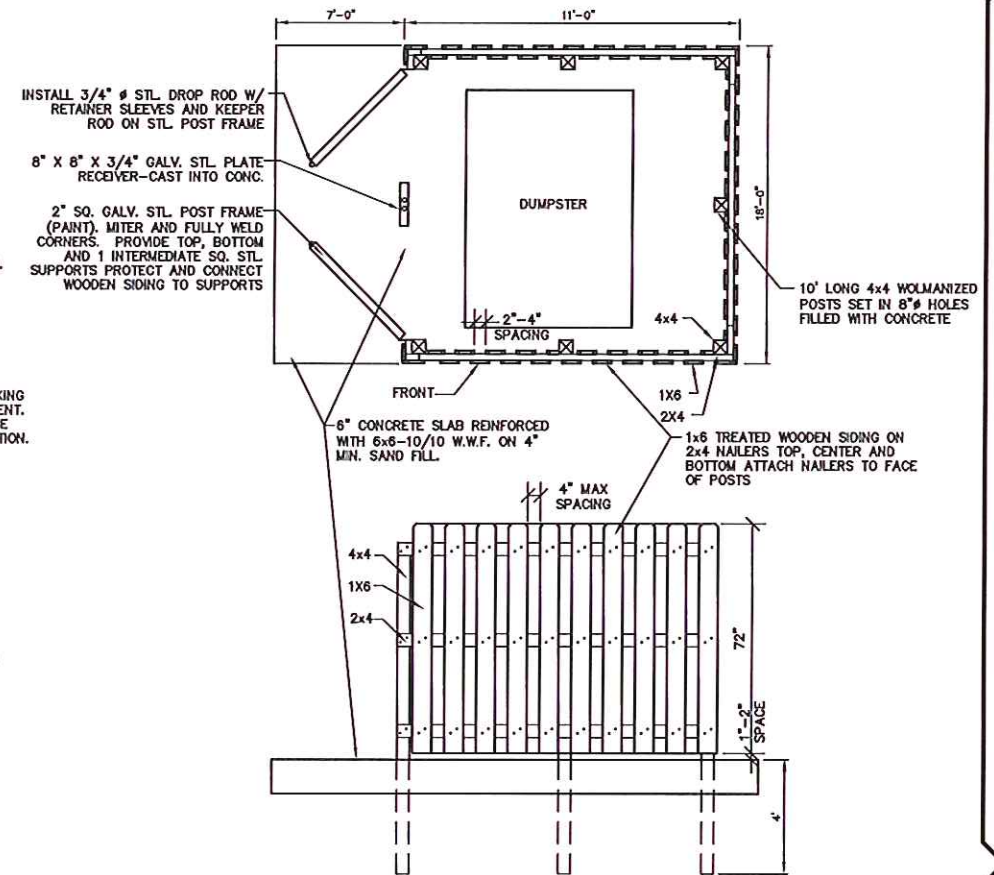 7'-0"
11'-0"
INSTALL 3/4" ø STL. DROP ROD W/
RETAINER SLEEVES AND KEEPER
ROD ON STL. POST FRAME
8" X 8" X 3/4" GALV. STL. PLATE
RECEIVER-CAST INTO CONC.
2" SQ. GALV. STL. POST FRAME
(PAINT). MITER AND FULLY WELD
CORNERS. PROVIDE TOP, BOTTOM
AND 1 INTERMEDIATE SQ. STL.
SUPPORTS PROTECT AND CONNECT
WOODEN SIDING TO SUPPORTS
DUMPSTER
18'-0"
10' LONG 4x4 WOLMANIZED
POSTS SET IN 8"ø HOLES
FILLED WITH CONCRETE
2"-4"
SPACING
4x4
FRONT
1X6
2X4
KING
ENT.
E
TION.
6" CONCRETE SLAB REINFORCED
WITH 6x6-10/10 W.W.F. ON 4"
MIN. SAND FILL.
1x6 TREATED WOODEN SIDING ON
2x4 NAILERS TOP, CENTER AND
BOTTOM ATTACH NAILERS TO FACE
OF POSTS
4" MAX
SPACING
4x4
1X6
2x4
72"
1"-2"
SPACE
4'